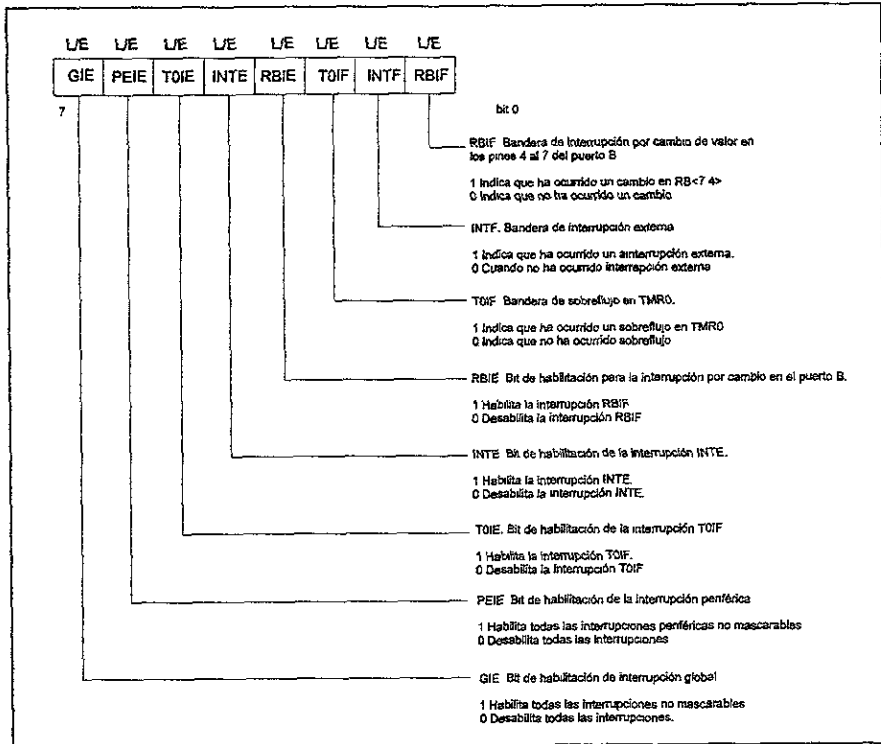 L/E L/E L/E L/E L/E L/E L/E L/E
GIE PEIE T0IE INTE RBIE T0IF INTF RBIF
7 bit 0
RBIF Bandera de Interrupción por cambio de valor en
los pines 4 al 7 del puerto B
1 Indica que ha ocurrido un cambio en RB<7 4>
0 Indica que no ha ocurrido un cambio
INTF. Bandera de interrupción externa
1 Indica que ha ocurrido un ainterrupción externa.
0 Cuando no ha ocurrido interrepción externa
T0IF Bandera de sobreflujo en TMR0.
1 Indica que ha ocurrido un sobreflujo en TMR0
0 Indica que no ha ocurrido sobreflujo
RBIE Bit de habilitación para la interrupción por cambio en el puerto B.
1 Habilita la interrupción RBIF
0 Desabilita la interrupción RBIF
INTE Bit de habilitación de la interrupción INTE.
1 Habilita la interrupción INTE.
0 Desabilita la interrupción INTE.
T0IE. Bit de habilitación de la interrupción T0IF
1 Habilita la interrupción T0IF.
0 Desabilita la interrupción T0IF
PEIE Bit de habilitación de la interrupción periférica
1 Habilita todas las interrupciones periféricas no mascarables
0 Desabilita todas las interrupciones
GIE Bit de habilitación de interrupción global
1 Habilita todas las interrupciones no mascarables
0 Desabilita todas las interrupciones.